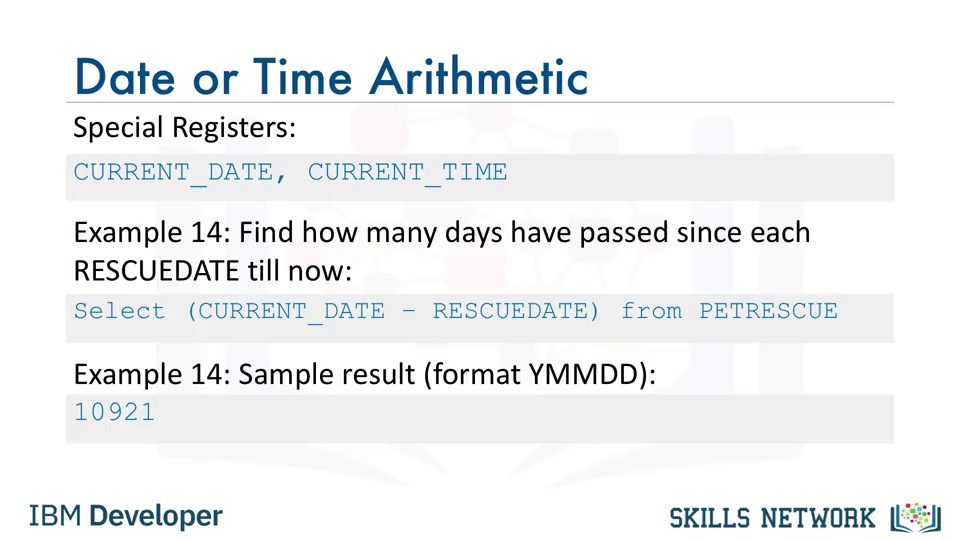 Date or Time Arithmetic
Special Registers:
CURRENT_DATE, CURRENT_TIME
Example 14: Find how many days have passed since each
RESCUEDATE till now:
Select (CURRENT_DATE – RESCUEDATE) from PETRESCUE
Example 14: Sample result (format YMMDD):
10921
IBM Developer
SKILLS NETWORK